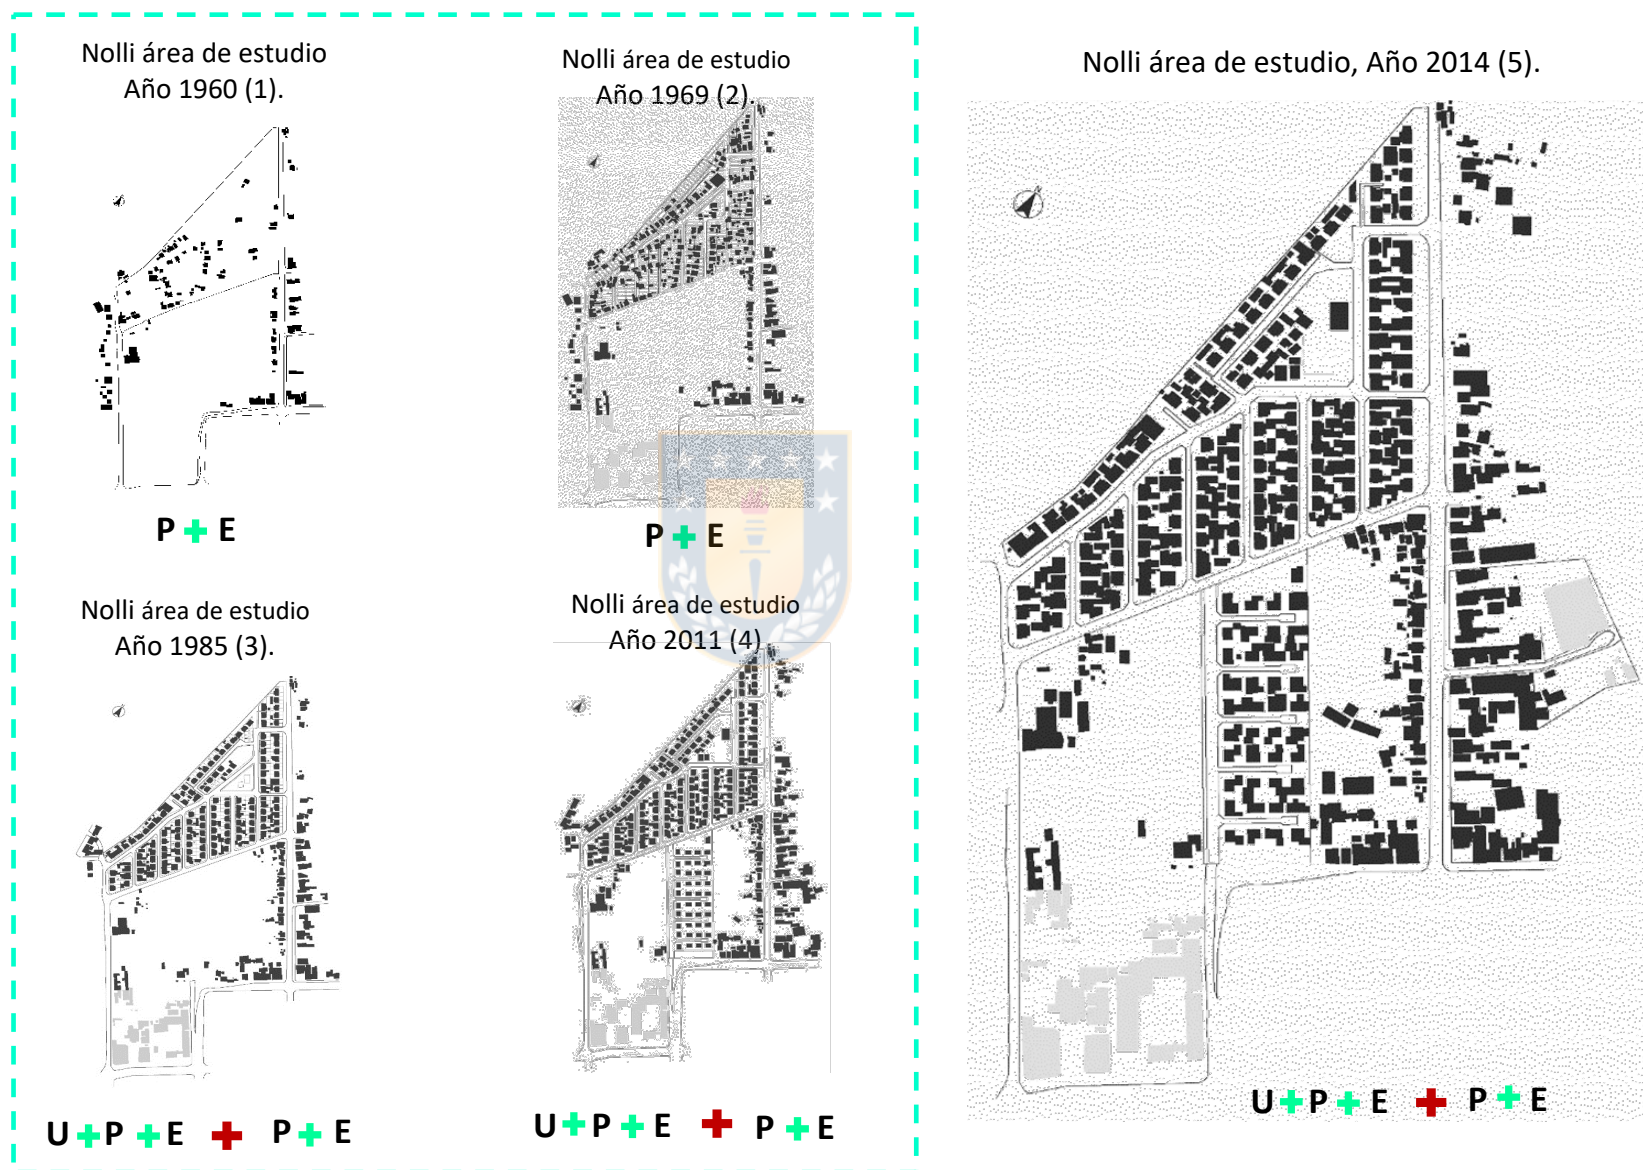 Nolli área de estudio
Año 1960 (1).
P + E
Nolli área de estudio
Año 1969 (2).
P + E
Nolli área de estudio
Año 1985 (3).
U + P + E + P + E
Nolli área de estudio
Año 2011 (4)
U + P + E + P + E
Nolli área de estudio, Año 2014 (5).
U + P + E + P + E